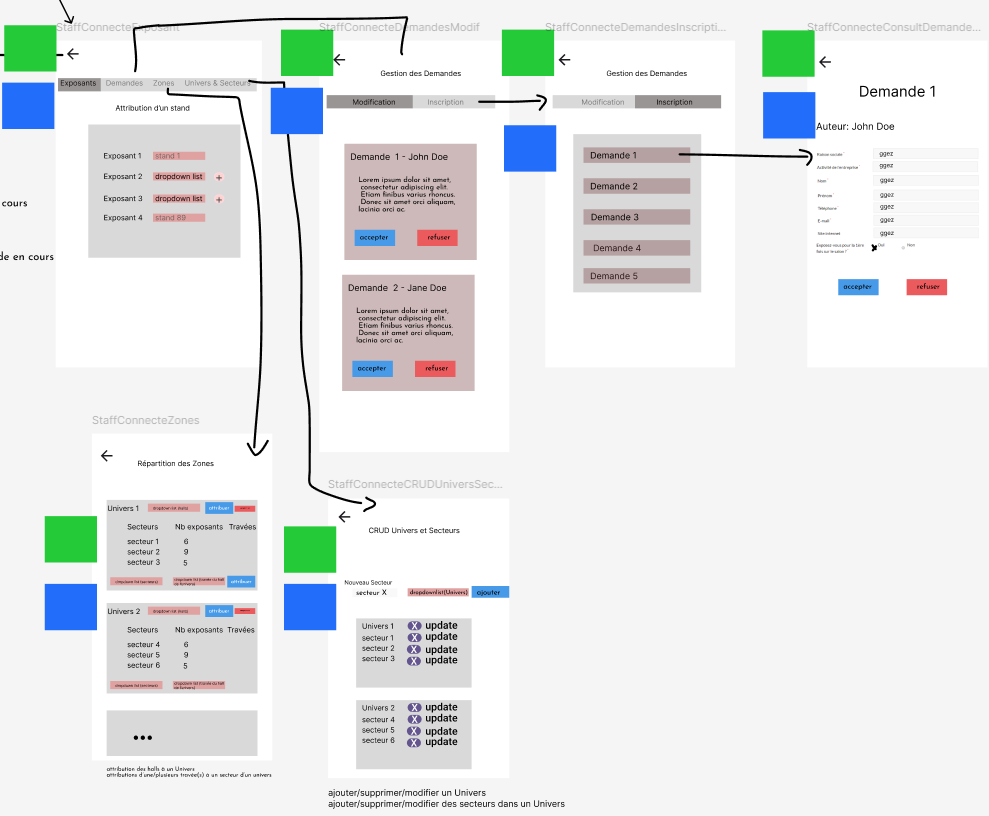 StaffConnecteExposant
Exposants Demandes Zones Univers & Secteurs
Attribution d'un stand
Exposant 1 stand 1
Exposant 2 dropdown list +
Exposant 3 dropdown list +
Exposant 4 stand 89
cours
de en cours
StaffConnecteDemandesModif
Gestion des Demandes
Modification Inscription
Demande 1 - John Doe
Lorem ipsum dolor sit amet,
consectetur adipiscing elit.
Etiam finibus varius rhoncus.
Donec sit amet orci aliquam,
lacinia orci ac.
accepter refuser
Demande 2 - Jane Doe
Lorem ipsum dolor sit amet,
consectetur adipiscing elit.
Etiam finibus varius rhoncus.
Donec sit amet orci aliquam,
lacinia orci ac.
accepter refuser
StaffConnecteDemandesInscripti...
Gestion des Demandes
Modification Inscription
Demande 1
Demande 2
Demande 3
Demande 4
Demande 5
StaffConnecteConsultDemande...
Demande 1
Auteur: John Doe
Raison sociale* ggez
Activité de l'entreprise* ggez
Nom* ggez
Prénom* ggez
Téléphone* ggez
E-mail* ggez
Site internet ggez
Exposez-vous pour la 1ère
fois sur le salon ?* Oui Non
accepter refuser
StaffConnecteZones
Répartition des Zones
Univers 1 dropdown list (halls) attribuer
Secteurs Nb exposants Travées
secteur 1 6
secteur 2 9
secteur 3 5
dropdown list (secteurs) dropdown list (travée du hall
de l'univers) attribuer
Univers 2 dropdown list (halls) attribuer
Secteurs Nb exposants Travées
secteur 4 6
secteur 5 9
secteur 6 5
dropdown list (secteurs) dropdown list (travée du hall
de l'univers)
...
attribution des halls à un Univers
attributions d'une/plusieurs travée(s) à un secteur d'un univers
StaffConnecteCRUDUniversSec...
CRUD Univers et Secteurs
Nouveau Secteur
secteur X dropdownlist(Univers) ajouter
Univers 1 X update
secteur 1 X update
secteur 2 X update
secteur 3 X update
Univers 2 X update
secteur 4 X update
secteur 5 X update
secteur 6 X update
ajouter/supprimer/modifier un Univers
ajouter/supprimer/modifier des secteurs dans un Univers